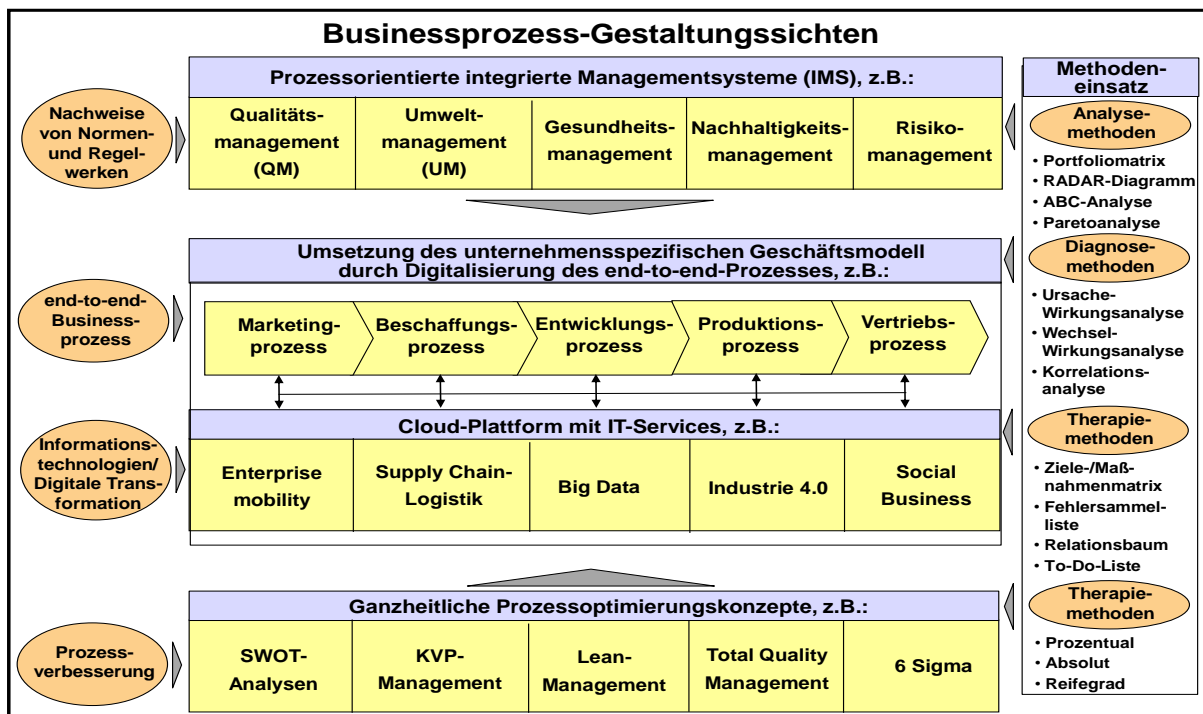 Businessprozess-Gestaltungssichten
Nachweise
von Normen-
und Regel-
werken
Prozessorientierte integrierte Managementsysteme (IMS), z.B.:
Qualitäts-
management
(QM)
Umwelt-
management
(UM)
Gesundheits-
management
Nachhaltigkeits-
management
Risiko-
management
end-to-end-
Business-
prozess
Umsetzung des unternehmensspezifischen Geschäftsmodell
durch Digitalisierung des end-to-end-Prozesses, z.B.:
Marketing-
prozess
Beschaffungs-
prozess
Entwicklungs-
prozess
Produktions-
prozess
Vertriebs-
prozess
Informations-
technologien/
Digitale Trans-
formation
Cloud-Plattform mit IT-Services, z.B.:
Enterprise
mobility
Supply Chain-
Logistik
Big Data
Industrie 4.0
Social
Business
Prozess-
verbesserung
Ganzheitliche Prozessoptimierungskonzepte, z.B.:
SWOT-
Analysen
KVP-
Management
Lean-
Management
Total Quality
Management
6 Sigma
Methoden-
einsatz
Analyse-
methoden
• Portfoliomatrix
• RADAR-Diagramm
• ABC-Analyse
• Paretoanalyse
Diagnose-
methoden
• Ursache-
Wirkungsanalyse
• Wechsel-
Wirkungsanalyse
• Korrelations-
analyse
Therapie-
methoden
• Ziele-/Maß-
nahmenmatrix
• Fehlersammel-
liste
• Relationsbaum
• To-Do-Liste
Therapie-
methoden
• Prozentual
• Absolut
• Reifegrad